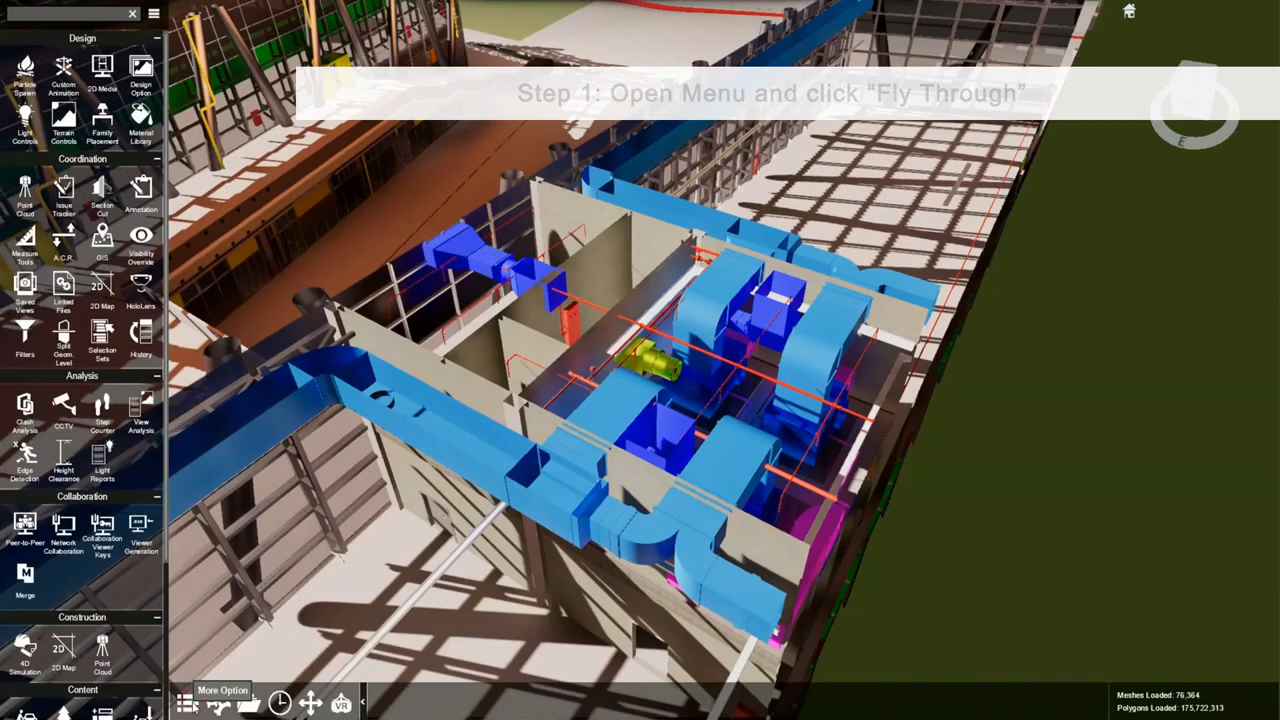 Design
Particle Spawn
Custom Animation
2D Media
Design Option
Light Controls
Terrain Controls
Family Placement
Material Library
Coordination
Point Cloud
Issue Tracker
Section Cut
Annotation
Measure Tools
A.C.R.
GIS
Visibility Override
Saved Views
Linked Files
2D
2D Map
HoloLens
Filters
Split Geom. Level
Selection Sets
History
Analysis
Clash Analysis
CCTV
Step Counter
View Analysis
Edge Detection
Height Clearance
Light Reports
Collaboration
Peer-to-Peer
Network Collaboration
Collaboration Viewer Keys
Viewer Generation
M
Merge
Construction
4D Simulation
2D
2D Map
Point Cloud
Content
Step 1: Open Menu and click “Fly Through”
E
More Option
VR
Meshes Loaded: 76,364
Polygons Loaded: 175,722,313